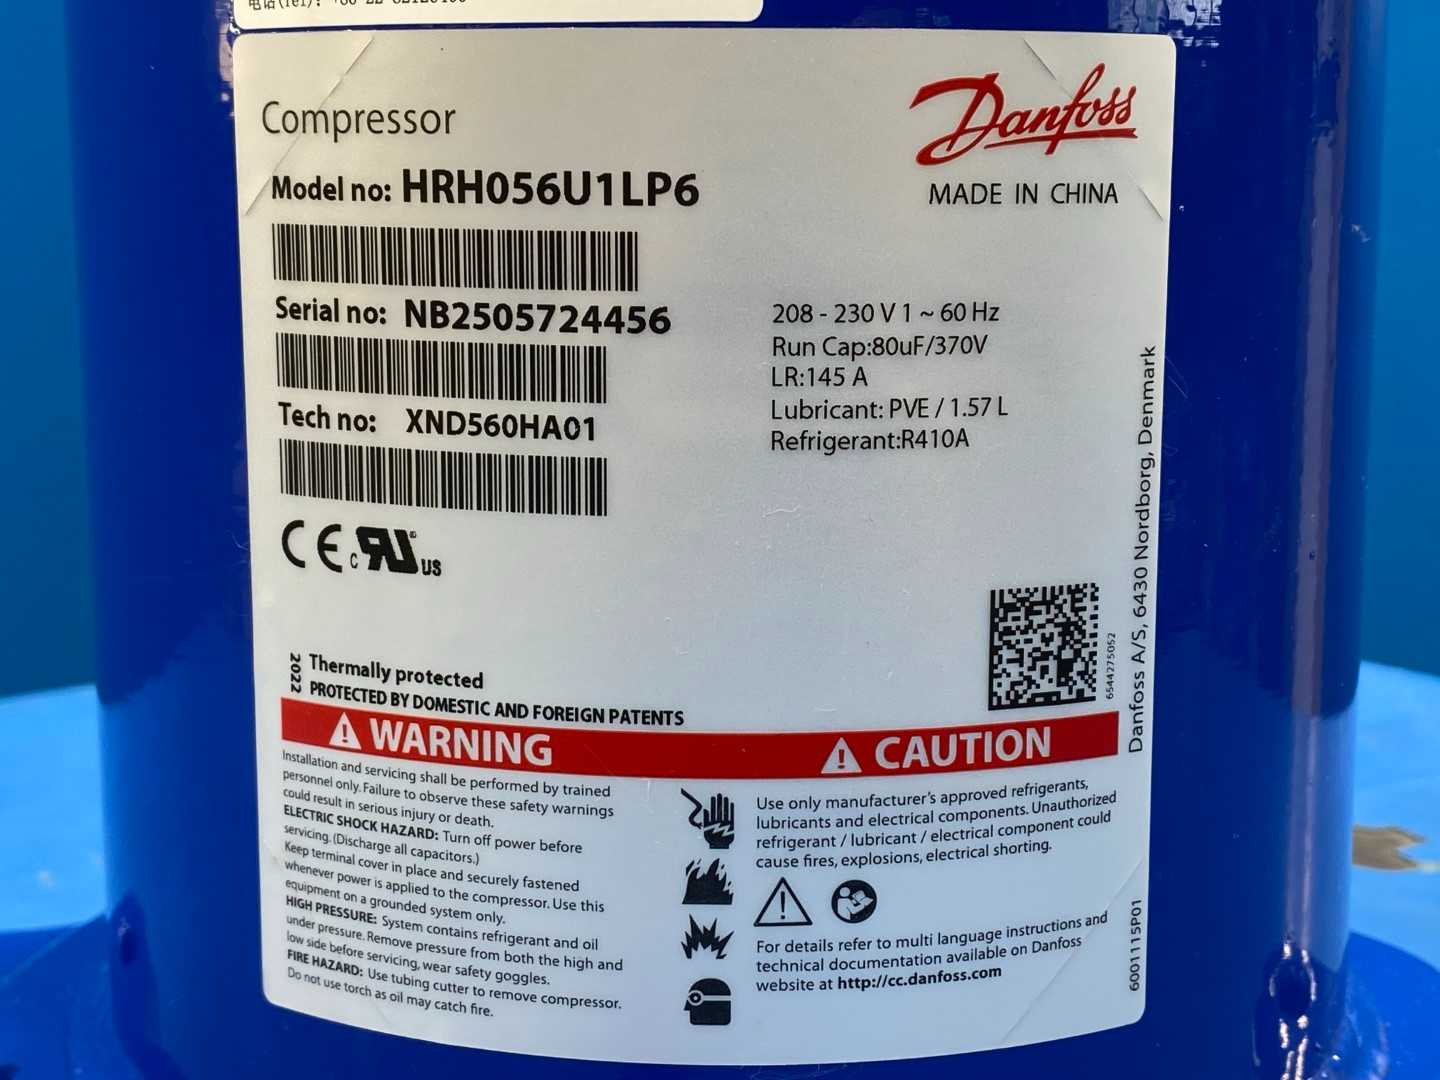 电话(Tel):
Compressor
Danfoss
MADE IN CHINA
Model no: HRH056U1LP6
Serial no: NB2505724456
Tech no: XND560HA01
208 - 230 V 1 ~ 60 Hz
Run Cap:80uF/370V
LR:145 A
Lubricant: PVE / 1.57 L
Refrigerant:R410A
CE c RU US
6544275052
Danfoss A/S, 6430 Nordborg, Denmark
2022
Thermally protected
PROTECTED BY DOMESTIC AND FOREIGN PATENTS
WARNING
Installation and servicing shall be performed by trained
personnel only. Failure to observe these safety warnings
could result in serious injury or death.
ELECTRIC SHOCK HAZARD: Turn off power before
servicing. (Discharge all capacitors.)
Keep terminal cover in place and securely fastened
whenever power is applied to the compressor. Use this
equipment on a grounded system only.
HIGH PRESSURE: System contains refrigerant and oil
under pressure. Remove pressure from both the high and
low side before servicing, wear safety goggles.
FIRE HAZARD: Use tubing cutter to remove compressor.
Do not use torch as oil may catch fire.
CAUTION
Use only manufacturer's approved refrigerants,
lubricants and electrical components. Unauthorized
refrigerant / lubricant / electrical component could
cause fires, explosions, electrical shorting.
For details refer to multi language instructions and
technical documentation available on Danfoss
website at http://cc.danfoss.com
6001115P01